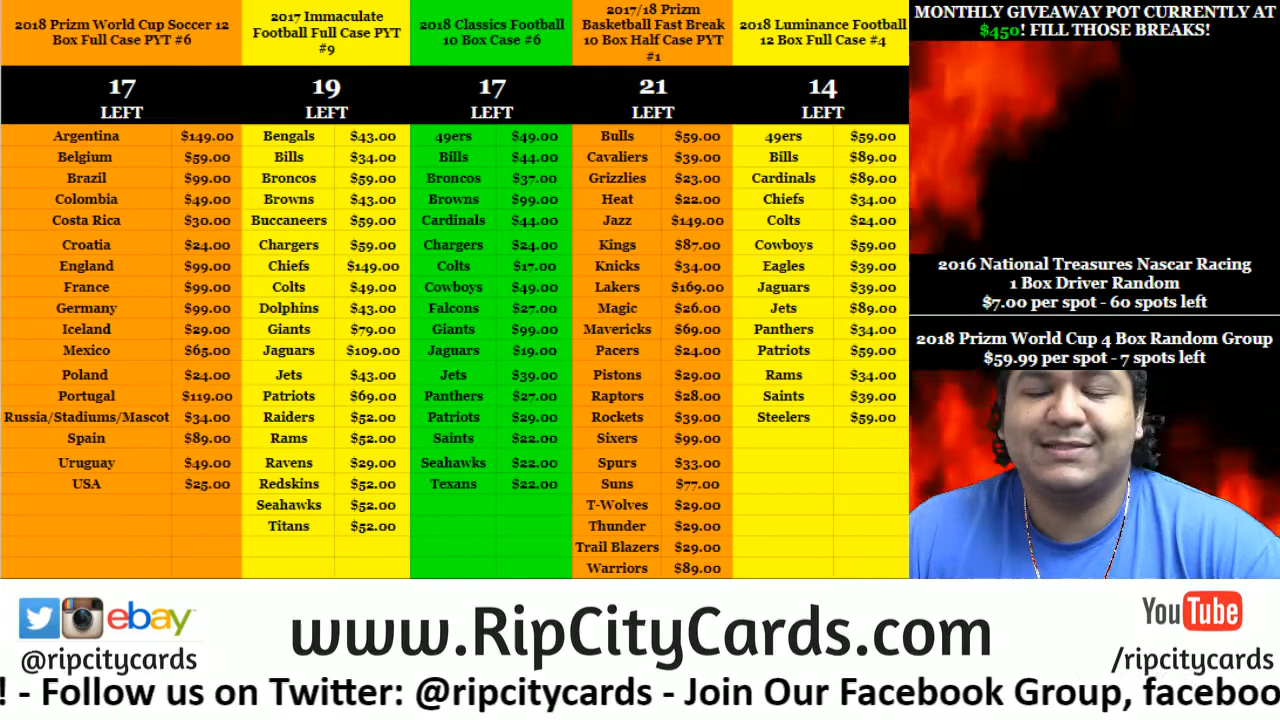 2018 Prizm World Cup Soccer 12
Box Full Case PYT #6
17
LEFT
Argentina $149.00
Belgium $59.00
Brazil $99.00
Colombia $49.00
Costa Rica $30.00
Croatia $24.00
England $99.00
France $99.00
Germany $99.00
Iceland $29.00
Mexico $65.00
Poland $24.00
Portugal $119.00
Russia/Stadiums/Mascot $34.00
Spain $89.00
Uruguay $49.00
USA $25.00
2017 Immaculate
Football Full Case PYT
#9
19
LEFT
Bengals $43.00
Bills $34.00
Broncos $59.00
Browns $43.00
Buccaneers $59.00
Chargers $59.00
Chiefs $149.00
Colts $49.00
Dolphins $43.00
Giants $79.00
Jaguars $109.00
Jets $43.00
Patriots $69.00
Raiders $52.00
Rams $52.00
Ravens $29.00
Redskins $52.00
Seahawks $52.00
Titans $52.00
2018 Classics Football
10 Box Case #6
17
LEFT
49ers $49.00
Bills $44.00
Broncos $37.00
Browns $99.00
Cardinals $44.00
Chargers $24.00
Colts $17.00
Cowboys $49.00
Falcons $27.00
Giants $99.00
Jaguars $19.00
Jets $39.00
Panthers $27.00
Patriots $29.00
Saints $22.00
Seahawks $22.00
Texans $22.00
2017/18 Prizm
Basketball Fast Break
10 Box Half Case PYT
#1
21
LEFT
Bulls $59.00
Cavaliers $39.00
Grizzlies $23.00
Heat $22.00
Jazz $149.00
Kings $87.00
Knicks $34.00
Lakers $169.00
Magic $26.00
Mavericks $69.00
Pacers $24.00
Pistons $29.00
Raptors $28.00
Rockets $39.00
Sixers $99.00
Spurs $33.00
Suns $77.00
T-Wolves $29.00
Thunder $29.00
Trail Blazers $29.00
Warriors $89.00
2018 Luminance Football
12 Box Full Case #4
14
LEFT
49ers $59.00
Bills $89.00
Cardinals $89.00
Chiefs $34.00
Colts $24.00
Cowboys $59.00
Eagles $39.00
Jaguars $39.00
Jets $89.00
Panthers $34.00
Patriots $59.00
Rams $34.00
Saints $39.00
Steelers $59.00
MONTHLY GIVEAWAY POT CURRENTLY AT
$450! FILL THOSE BREAKS!
2016 National Treasures Nascar Racing
1 Box Driver Random
$7.00 per spot - 60 spots left
2018 Prizm World Cup 4 Box Random Group
$59.99 per spot - 7 spots left
ebay
@ripcitycards
www.RipCityCards.com
YouTube
/ripcitycards
! - Follow us on Twitter: @ripcitycards - Join Our Facebook Group, faceboo